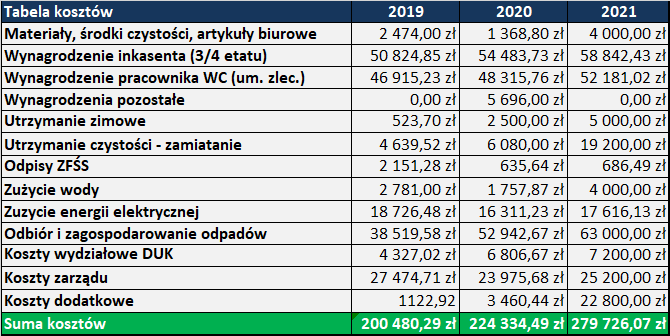 Tabela kosztów 2019 2020 2021
Materiały, środki czystości, artykuły biurowe 2 474,00 zł 1 368,80 zł 4 000,00 zł
Wynagrodzenie inkasenta (3/4 etatu) 50 824,85 zł 54 483,73 zł 58 842,43 zł
Wynagrodzenie pracownika WC (um. zlec.) 46 915,23 zł 48 315,76 zł 52 181,02 zł
Wynagrodzenia pozostałe 0,00 zł 5 696,00 zł 0,00 zł
Utrzymanie zimowe 523,70 zł 2 500,00 zł 5 000,00 zł
Utrzymanie czystości - zamiatanie 4 639,52 zł 6 080,00 zł 19 200,00 zł
Odpisy ZFŚS 2 151,28 zł 635,64 zł 686,49 zł
Zużycie wody 2 781,00 zł 1 757,87 zł 4 000,00 zł
Zuzycie energii elektrycznej 18 726,48 zł 16 311,23 zł 17 616,13 zł
Odbiór i zagospodarowanie odpadów 38 519,58 zł 52 942,67 zł 63 000,00 zł
Koszty wydziałowe DUK 4 327,02 zł 6 806,67 zł 7 200,00 zł
Koszty zarządu 27 474,71 zł 23 975,68 zł 25 200,00 zł
Koszty dodatkowe 1122,92 3 460,44 zł 22 800,00 zł
Suma kosztów 200 480,29 zł 224 334,49 zł 279 726,07 zł